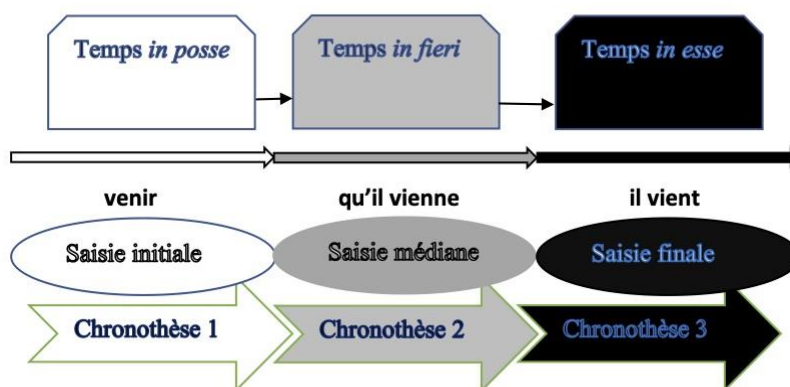 Temps in posse
Temps in fieri
Temps in esse
venir
qu'il vienne
il vient
Saisie initiale
Saisie médiane
Saisie finale
Chronothèse 1
Chronothèse 2
Chronothèse 3